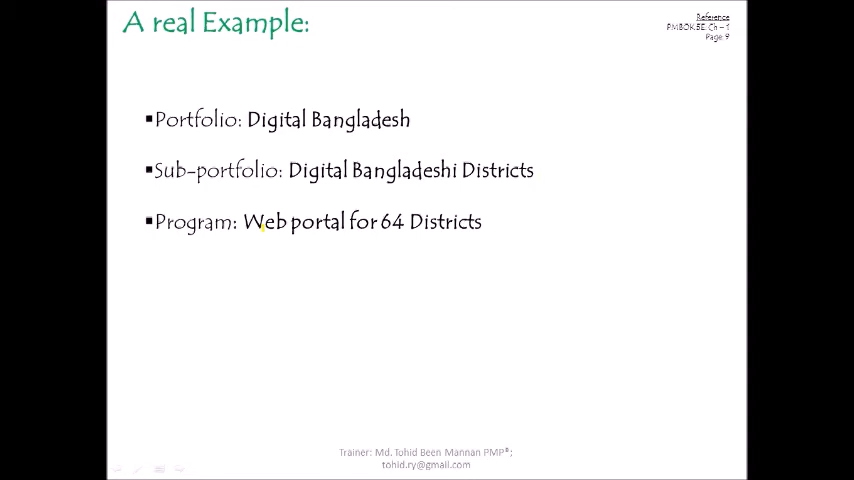 A real Example:
Reference
PMBOK 5E: Ch – 1
Page 9
▪Portfolio: Digital Bangladesh
▪Sub-portfolio: Digital Bangladeshi Districts
▪Program: Web portal for 64 Districts
Trainer: Md. Tohid Been Mannan PMP®;
tohid.ry@gmail.com